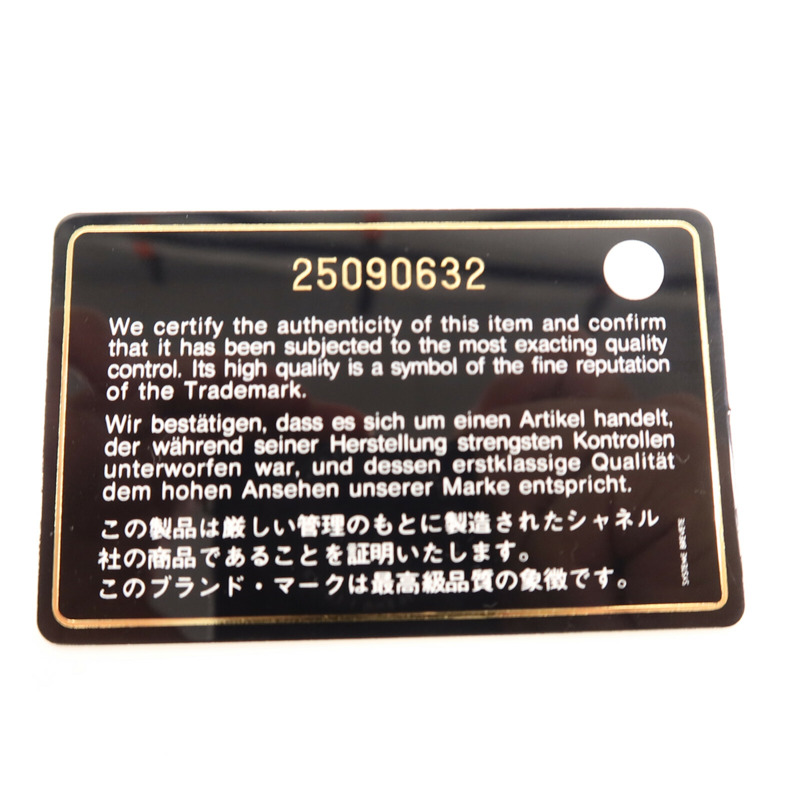 25090632
We certify the authenticity of this item and confirm
that it has been subjected to the most exacting quality
control. Its high quality is a symbol of the fine reputation
of the Trademark.
Wir bestätigen, dass es sich um einen Artikel handelt,
der während seiner Herstellung strengsten Kontrollen
unterworfen war, und dessen erstklassige Qualität
dem hohen Ansehen unserer Marke entspricht.
この製品は厳しい管理のもとに製造されたシャネル
社の商品であることを証明いたします。
このブランド・マークは最高級品質の象徴です。
SYSTEME BREVETE